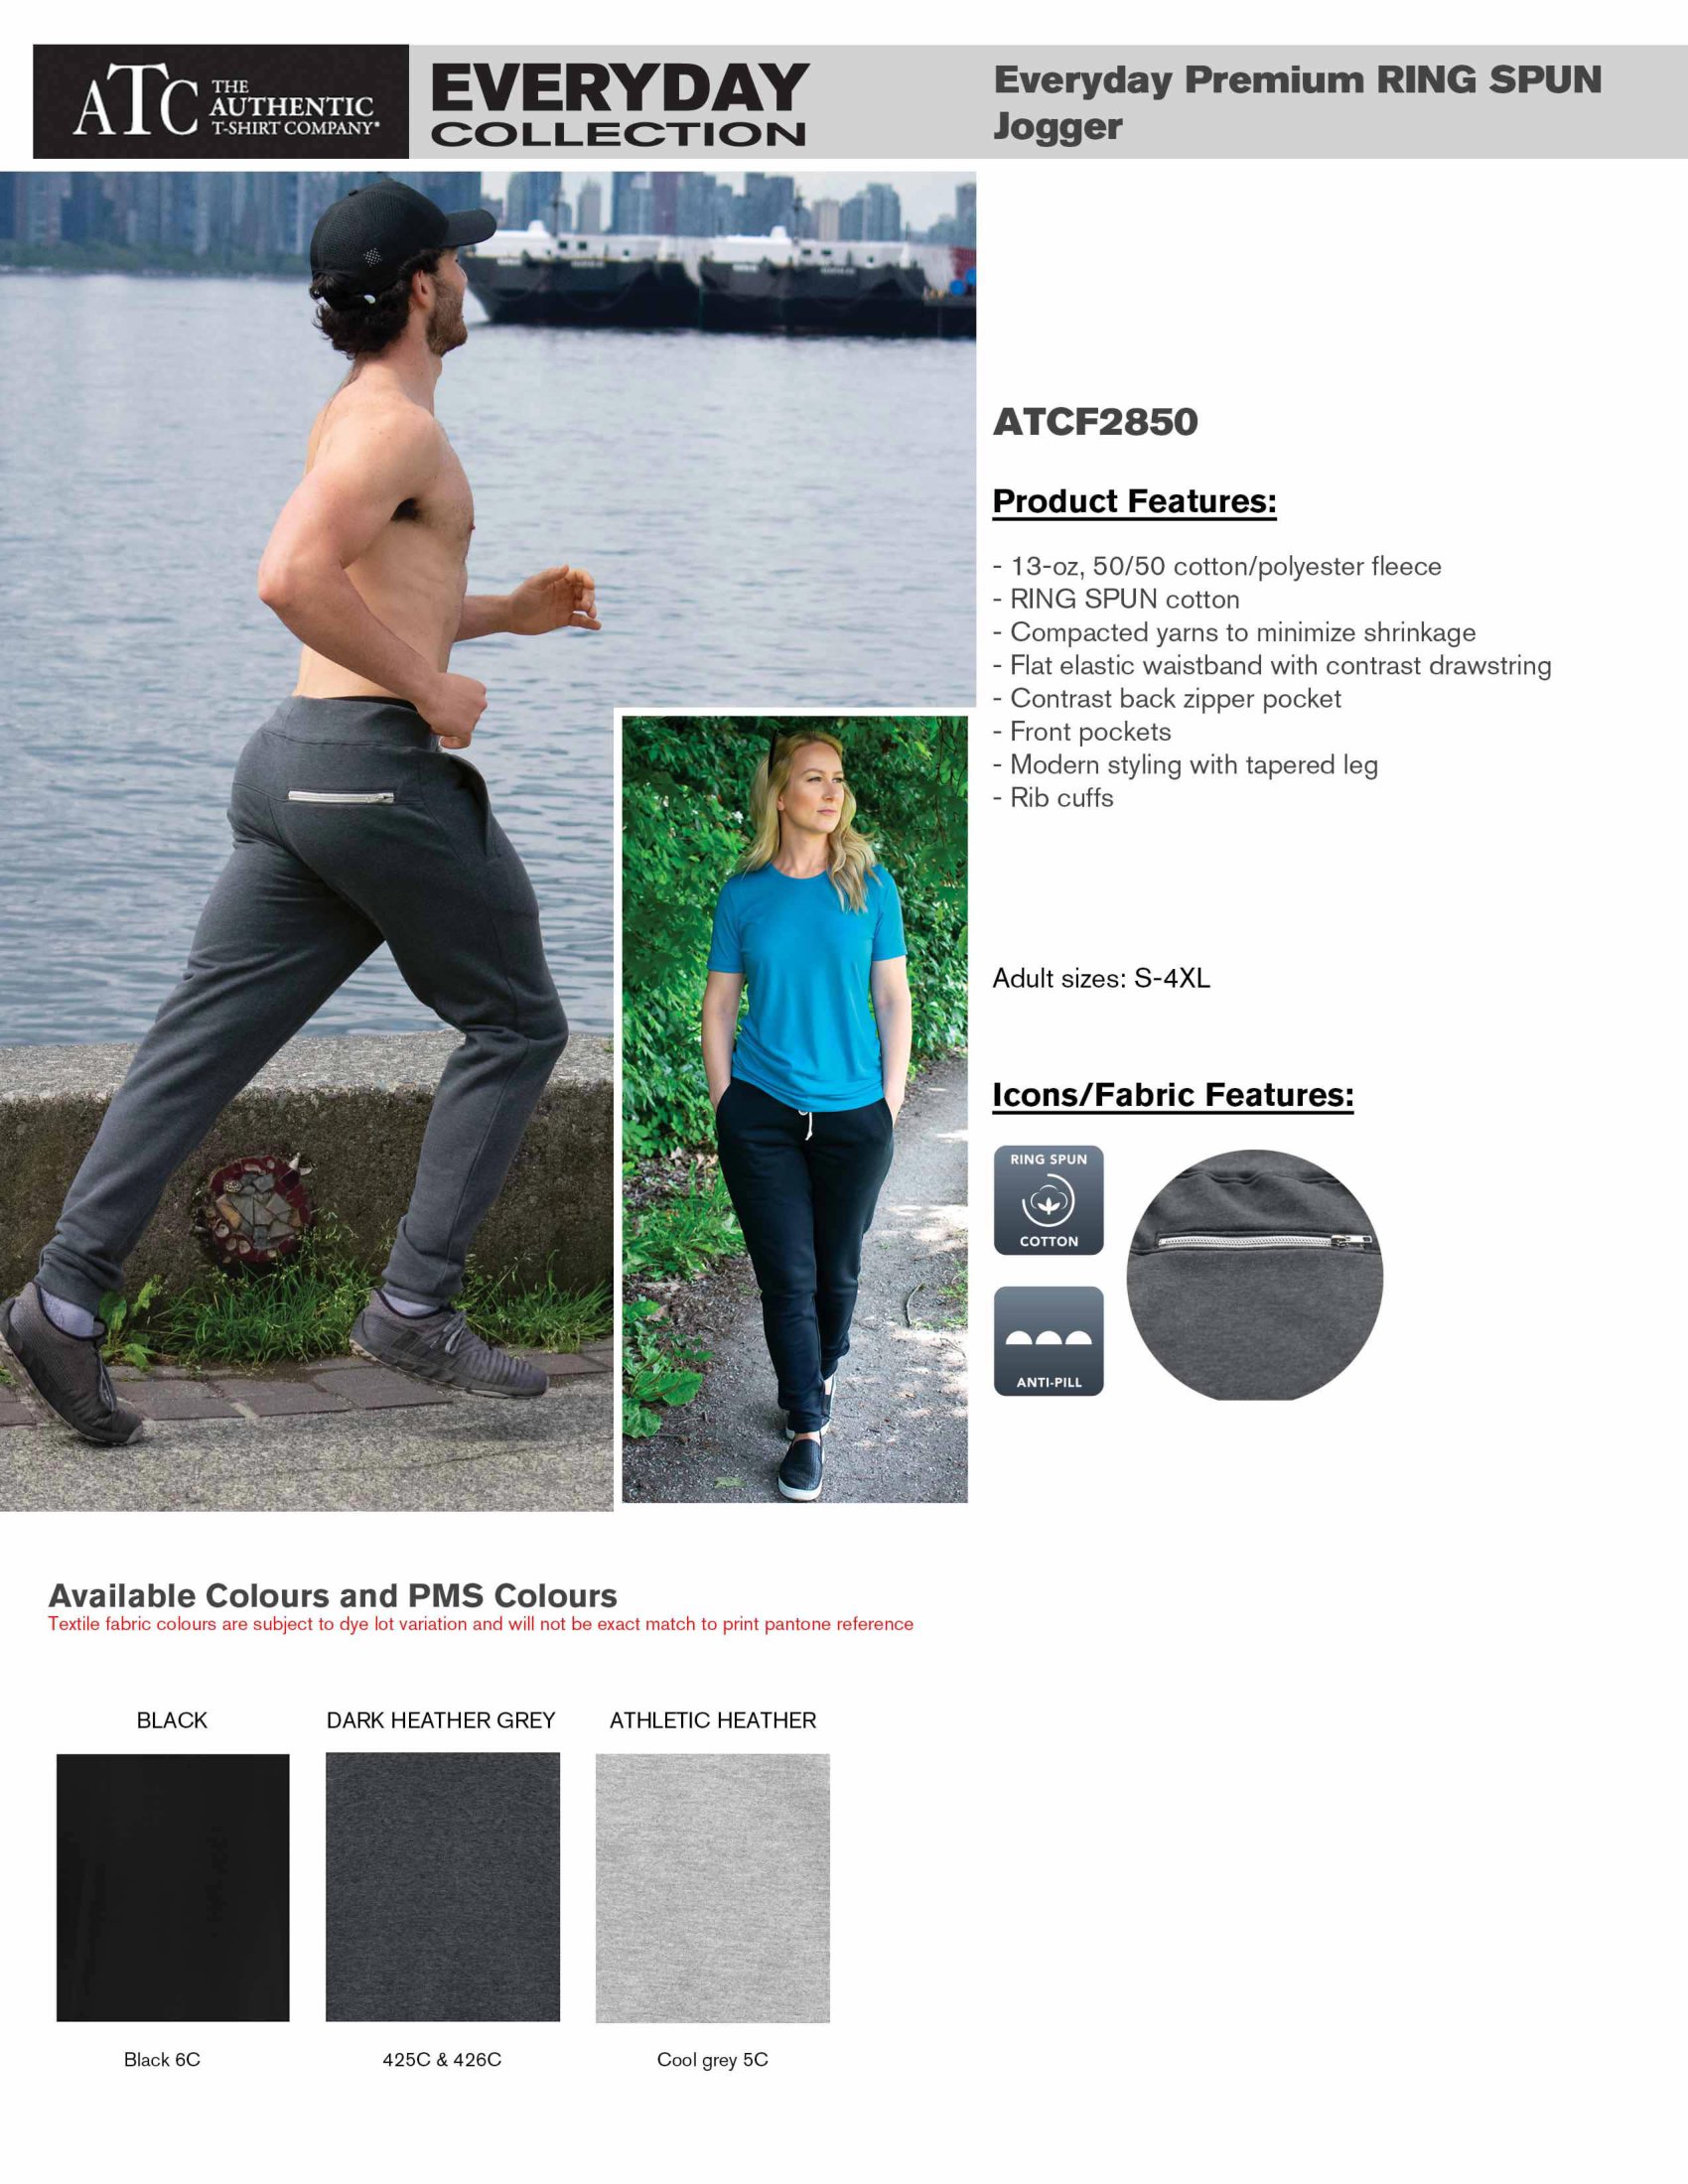 ATC THE
AUTHENTIC
T-SHIRT COMPANY®
EVERYDAY
COLLECTION
Everyday Premium RING SPUN
Jogger
ATCF2850
Product Features:
- 13-oz, 50/50 cotton/polyester fleece
- RING SPUN cotton
- Compacted yarns to minimize shrinkage
- Flat elastic waistband with contrast drawstring
- Contrast back zipper pocket
- Front pockets
- Modern styling with tapered leg
- Rib cuffs
Adult sizes: S-4XL
Icons/Fabric Features:
RING SPUN
COTTON
ANTI-PILL
Available Colours and PMS Colours
Textile fabric colours are subject to dye lot variation and will not be exact match to print pantone reference
BLACK
DARK HEATHER GREY
ATHLETIC HEATHER
Black 6C
425C & 426C
Cool grey 5C